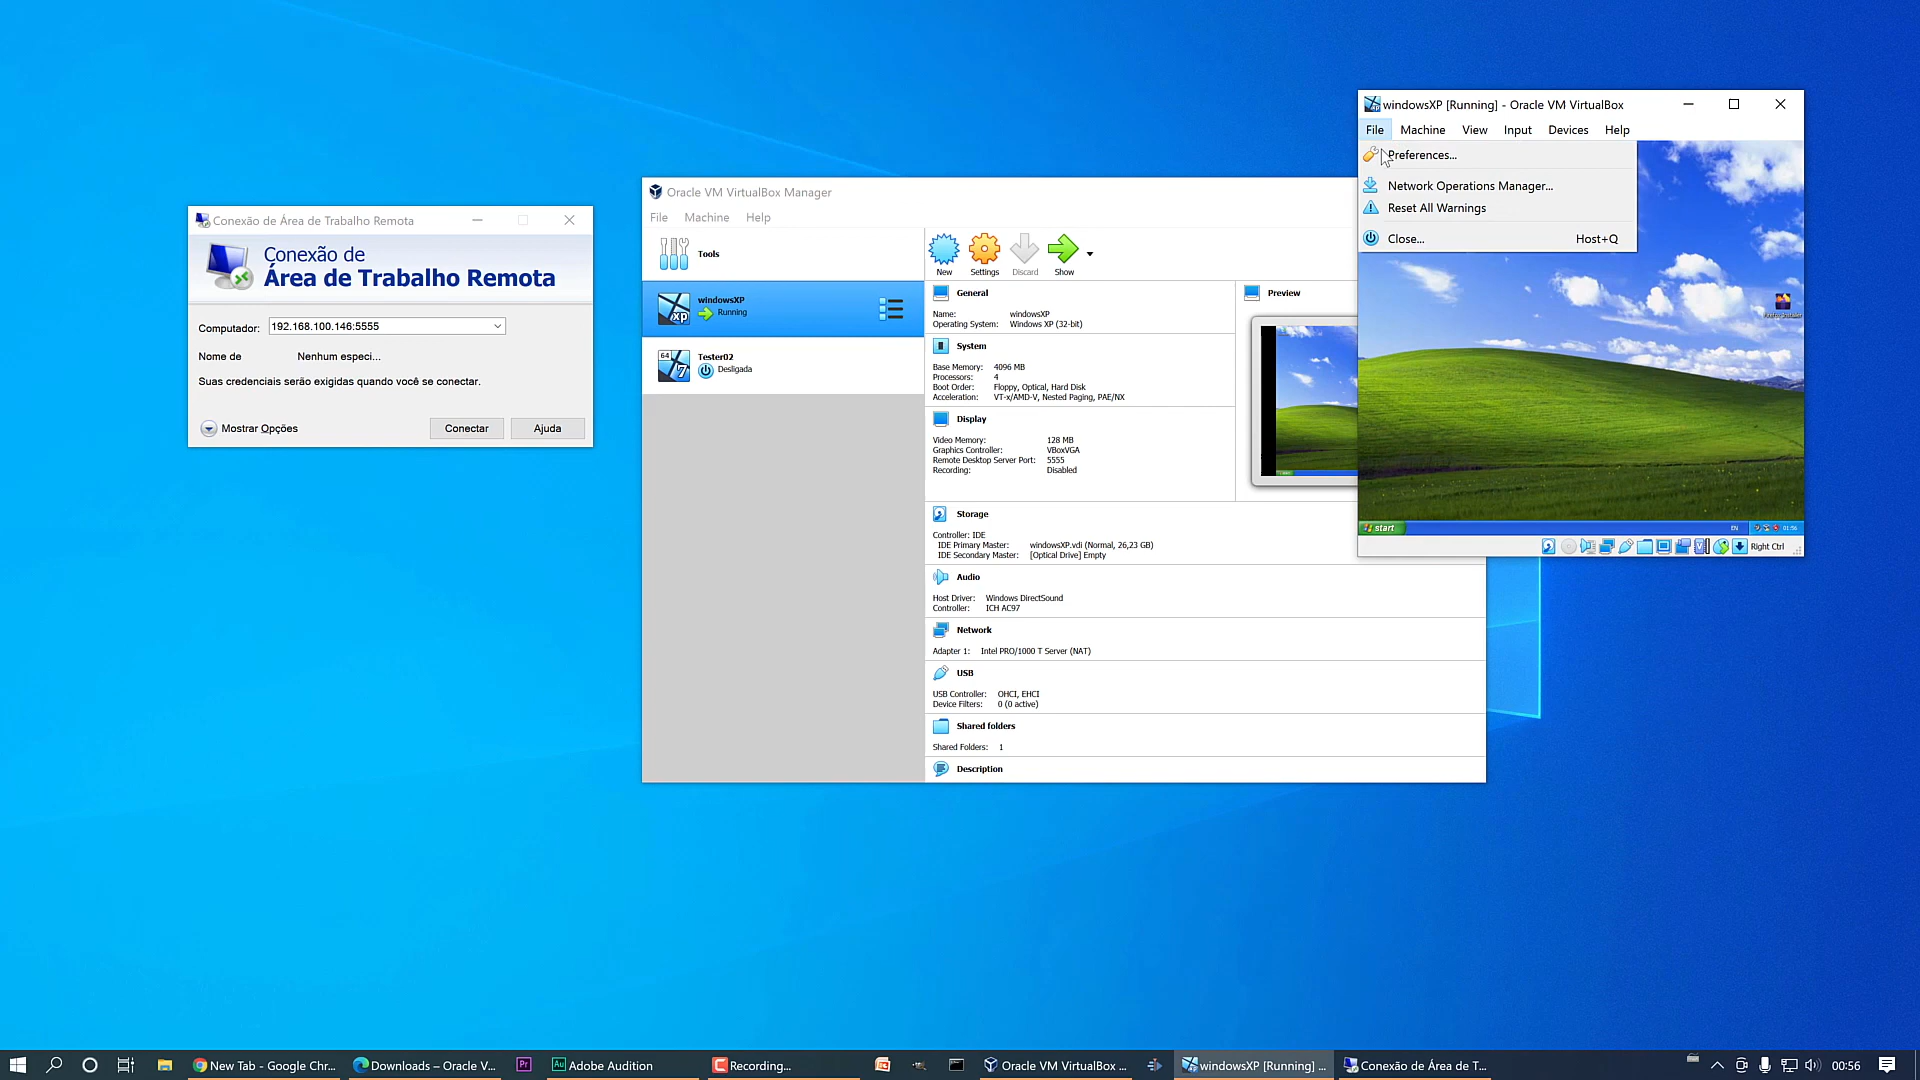 windowsXP [Running] - Oracle VM VirtualBox
File Machine View Input Devices Help
Preferences...
Network Operations Manager...
Reset All Warnings
Close... Host+Q
start
EN
01:56
Right Ctrl
Oracle VM VirtualBox Manager
File Machine Help
Tools
New Settings Discard Show
windowsXP
Running
64
Tester02
Desligada
General
Name: windowsXP
Operating System: Windows XP (32-bit)
System
Base Memory: 4096 MB
Processors: 4
Boot Order: Floppy, Optical, Hard Disk
Acceleration: VT-x/AMD-V, Nested Paging, PAE/NX
Display
Video Memory: 128 MB
Graphics Controller: VBoxVGA
Remote Desktop Server Port: 5555
Recording: Disabled
Preview
Storage
Controller: IDE
IDE Primary Master: windowsXP.vdi (Normal, 26,23 GB)
IDE Secondary Master: [Optical Drive] Empty
Audio
Host Driver: Windows DirectSound
Controller: ICH AC97
Network
Adapter 1: Intel PRO/1000 T Server (NAT)
USB
USB Controller: OHCI, EHCI
Device Filters: 0 (0 active)
Shared folders
Shared Folders: 1
Description
Conexão de Área de Trabalho Remota
Conexão de
Área de Trabalho Remota
Computador: 192.168.100.146:5555
Nome de Nenhum especi...
Suas credenciais serão exigidas quando você se conectar.
Mostrar Opções Conectar Ajuda
New Tab - Google Chr... Downloads – Oracle V... Pr Au Adobe Audition Recording... Oracle VM VirtualBox ... windowsXP [Running] ... Conexão de Área de T... 00:56